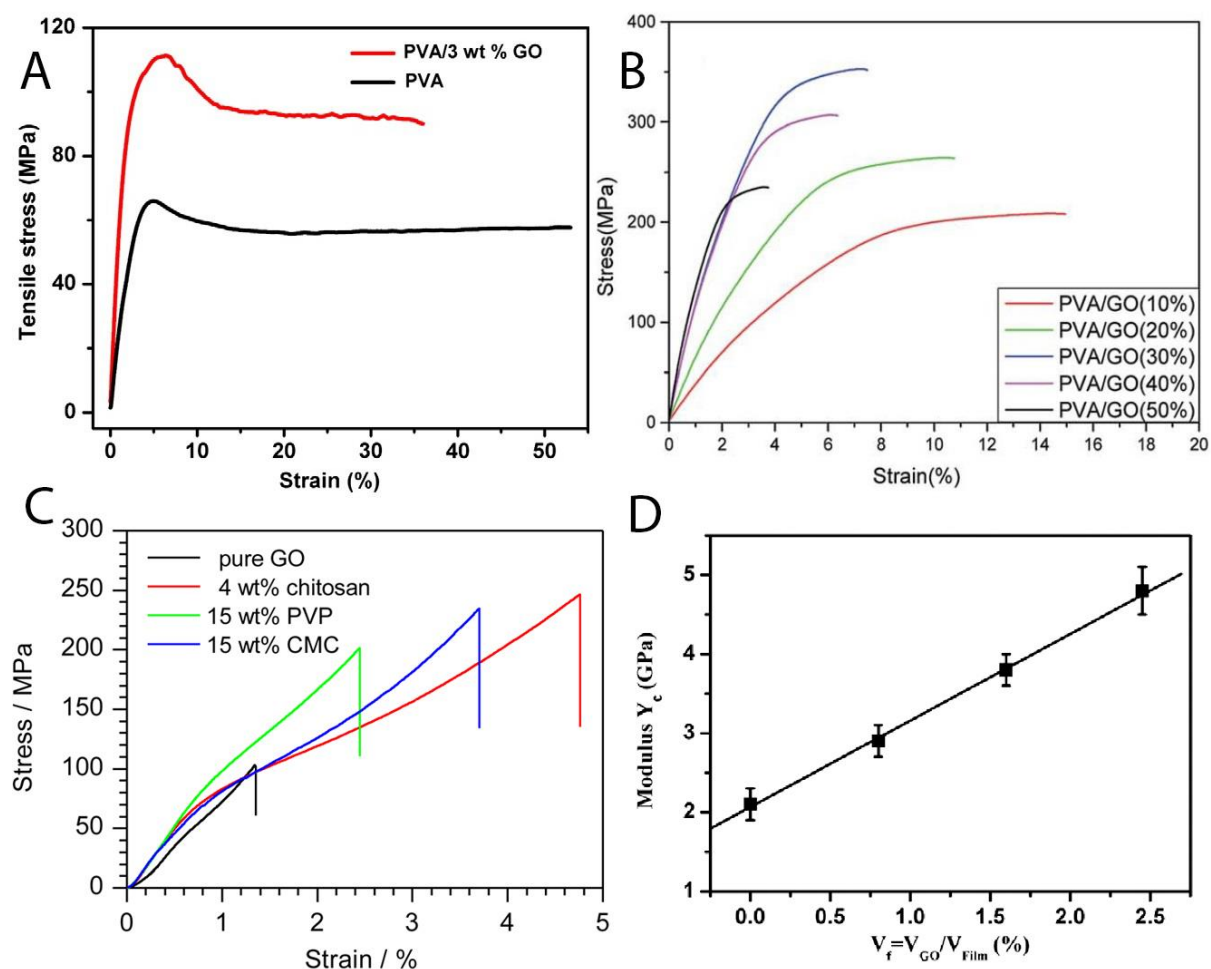 A
120
80
40
0
Tensile stress (MPa)
PVA/3 wt % GO
PVA
0 10 20 30 40 50
Strain (%)
B
400
300
200
100
0
Stress(MPa)
PVA/GO(10%)
PVA/GO(20%)
PVA/GO(30%)
PVA/GO(40%)
PVA/GO(50%)
0 2 4 6 8 10 12 14 16 18 20
Strain(%)
C
300
250
200
150
100
50
0
Stress / MPa
pure GO
4 wt% chitosan
15 wt% PVP
15 wt% CMC
0 1 2 3 4 5
Strain / %
D
5
4
3
2
1
Modulus Yc (GPa)
0.0 0.5 1.0 1.5 2.0 2.5
Vf=VGO/VFilm (%)